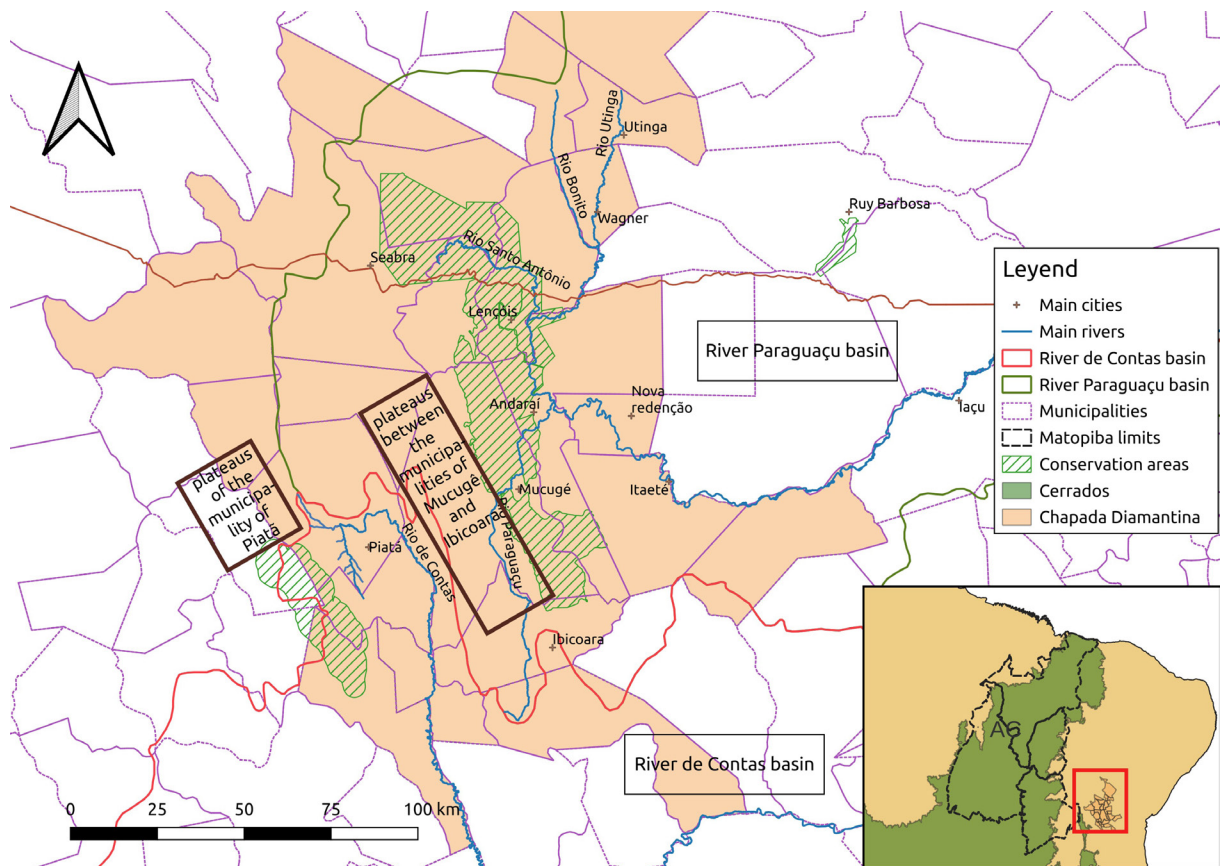 Rio Utinga
Utinga
Rio Bonito
Wagner
Ruy Barbosa
Rio Santo Antônio
Seabra
Lençóis
River Paraguaçu basin
Leyend
Main cities
Main rivers
River de Contas basin
River Paraguaçu basin
Municipalities
Matopiba limits
Conservation areas
Cerrados
Chapada Diamantina
plateaus
between
the
municipa-
lities of
Mucugê
and
Ibicoara
Andaraí
Nova
redenção
Iaçu
plateaus
of the
municipa-
lity of
Piatã
Mucugê
Itaeté
Rio Paraguaçu
Piatã
Rio de Contas
Ibicoara
River de Contas basin
0 25 50 75 100 km
A6